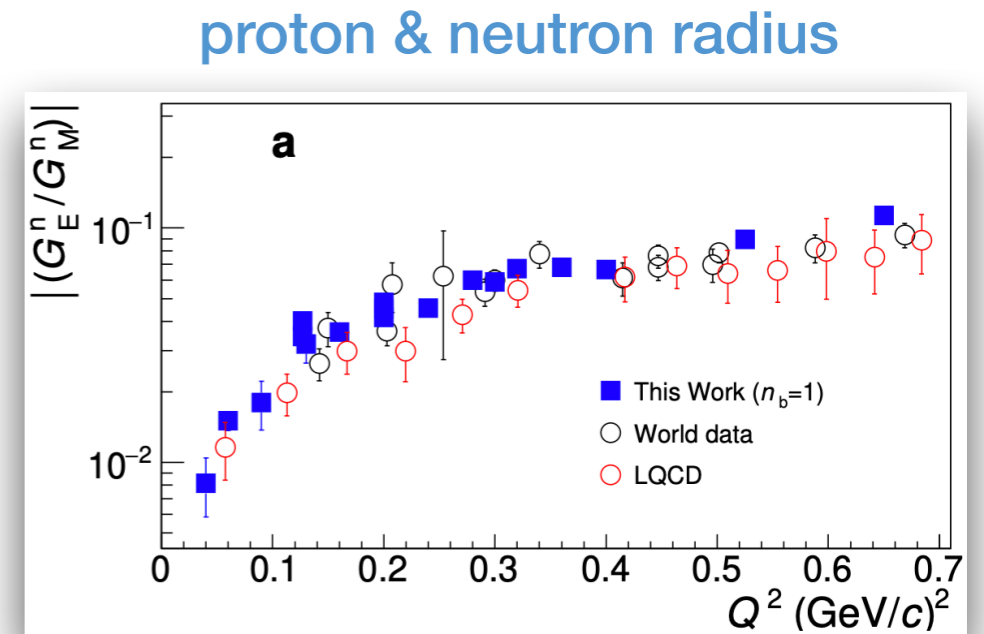 proton & neutron radius
|(G^n_E/G^n_M)|
a
10^−1
This Work (n_b=1)
World data
LQCD
10^−2
0 0.1 0.2 0.3 0.4 0.5 0.6 0.7
Q^2 (GeV/c)^2